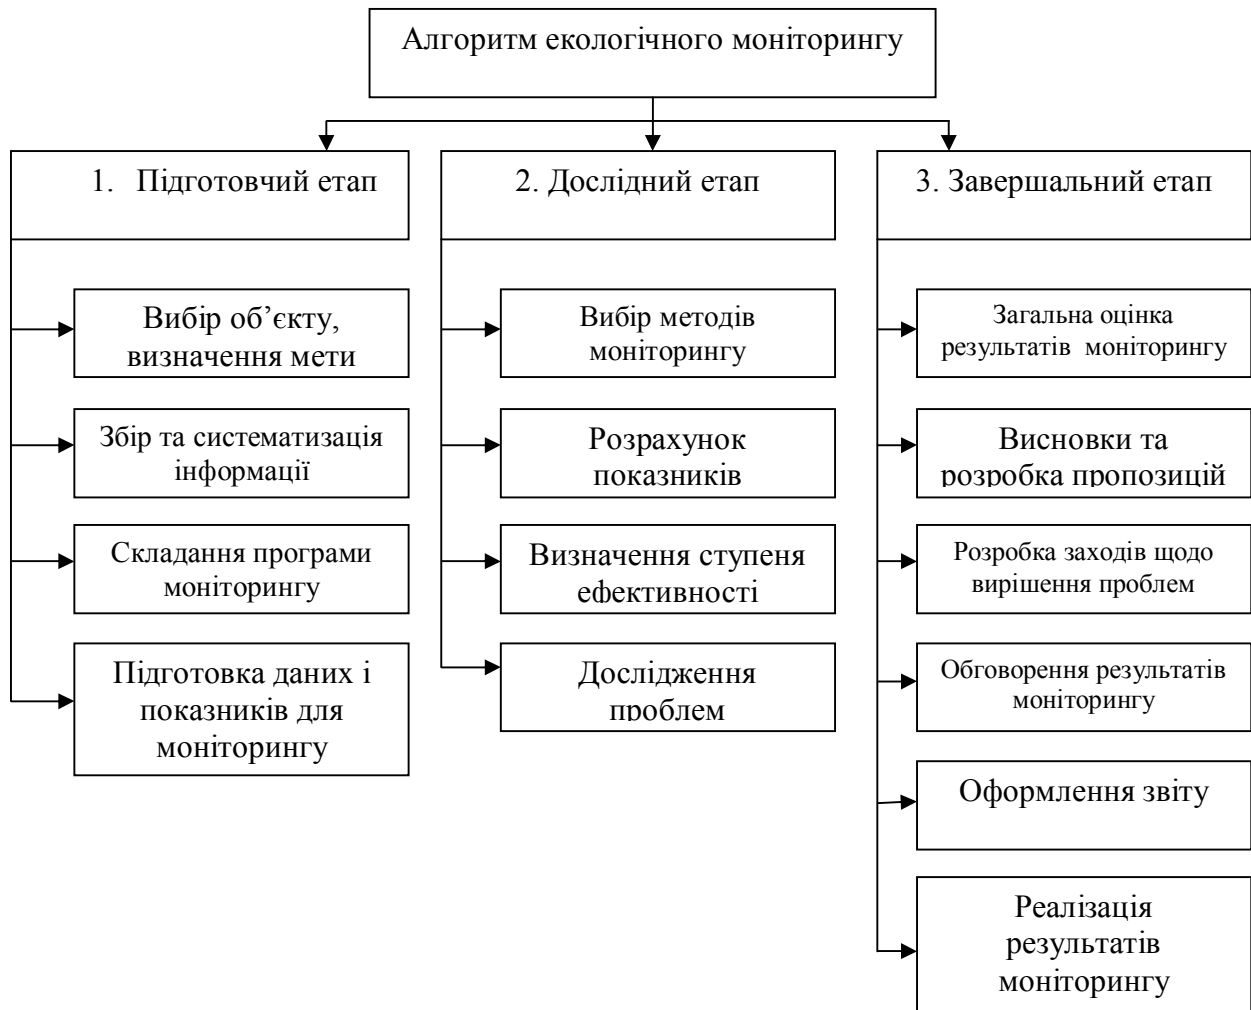 Алгоритм екологічного моніторингу
1. Підготовчий етап
Вибір об’єкту,
визначення мети
Збір та систематизація
інформації
Складання програми
моніторингу
Підготовка даних і
показників для
моніторингу
2. Дослідний етап
Вибір методів
моніторингу
Розрахунок
показників
Визначення ступеня
ефективності
Дослідження
проблем
3. Завершальний етап
Загальна оцінка
результатів моніторингу
Висновки та
розробка пропозицій
Розробка заходів щодо
вирішення проблем
Обговорення результатів
моніторингу
Оформлення звіту
Реалізація
результатів
моніторингу